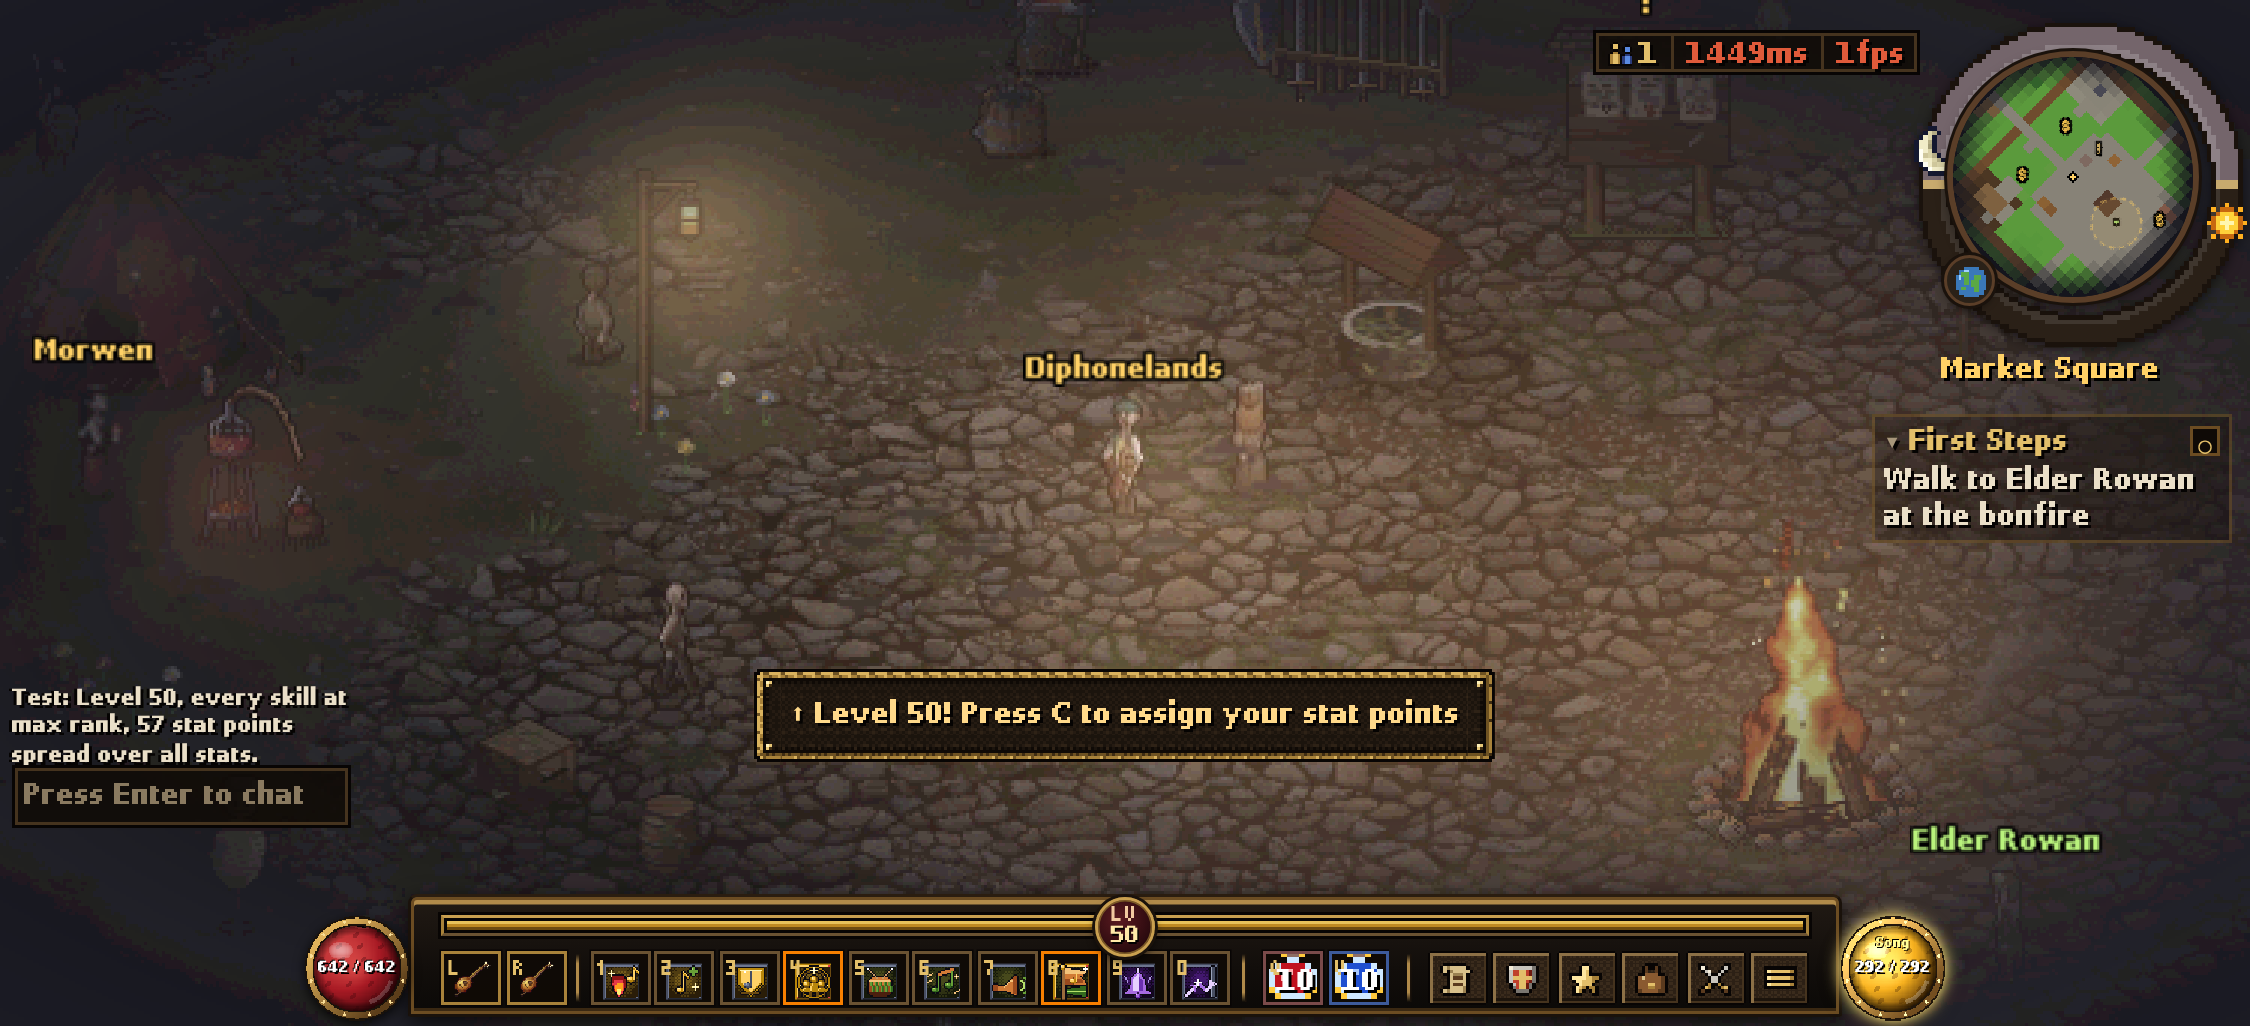 1 1449ms 1fps
Morwen
Diphonelands
Market Square
First Steps
Walk to Elder Rowan
at the bonfire
Test: Level 50, every skill at
max rank, 57 stat points
spread over all stats.
Press Enter to chat
↑ Level 50! Press C to assign your stat points
Elder Rowan
LV
50
642 / 642
L R 1 2 3 4 5 6 7 8 9 0
10 10
Song
292 / 292